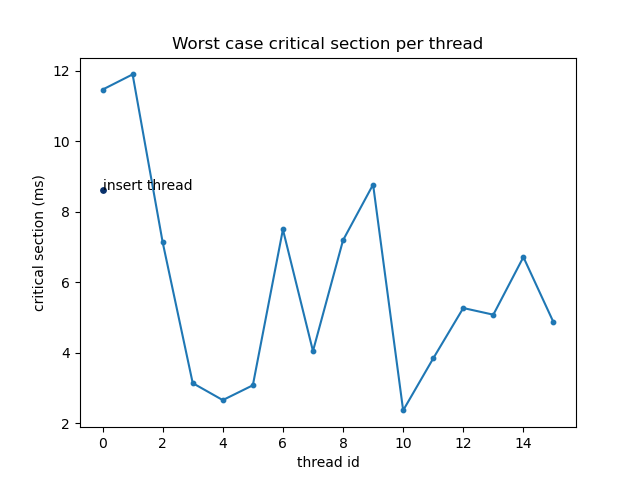 Worst case critical section per thread
12
10
8
6
4
2
critical section (ms)
insert thread
0 2 4 6 8 10 12 14
thread id